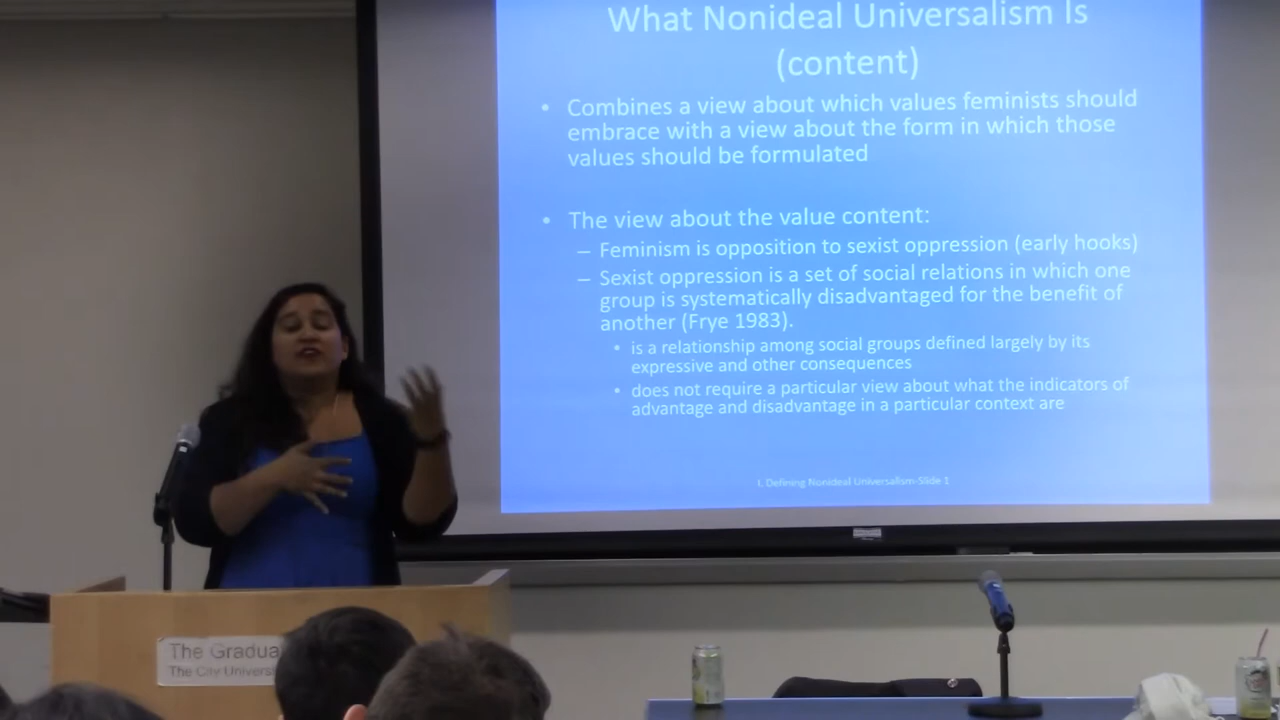 What Nonideal Universalism Is
(content)
• Combines a view about which values feminists should
embrace with a view about the form in which those
values should be formulated
• The view about the value content:
– Feminism is opposition to sexist oppression (early hooks)
– Sexist oppression is a set of social relations in which one
group is systematically disadvantaged for the benefit of
another (Frye 1983).
• is a relationship among social groups defined largely by its
expressive and other consequences
• does not require a particular view about what the indicators of
advantage and disadvantage in a particular context are
I. Defining Nonideal Universalism-Slide 1
The Gradua
The City Univers